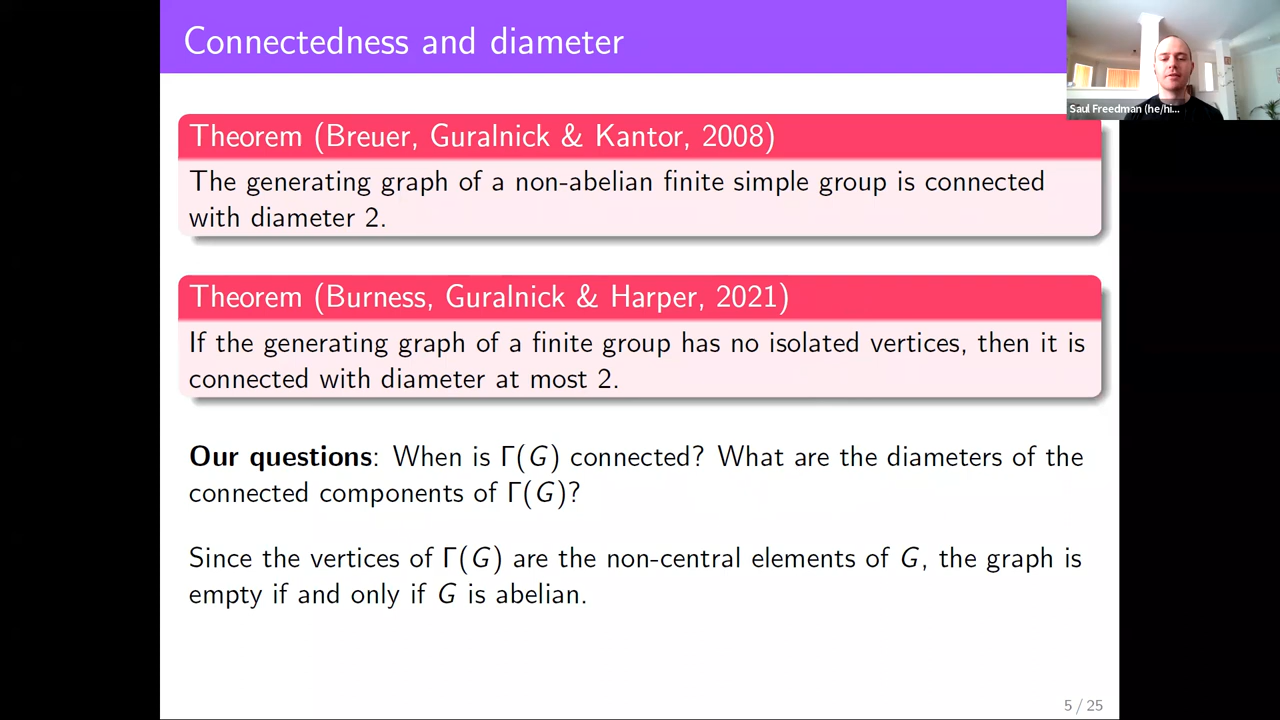 Connectedness and diameter
Saul Freedman (he/hi...
Theorem (Breuer, Guralnick & Kantor, 2008)
The generating graph of a non-abelian finite simple group is connected
with diameter 2.
Theorem (Burness, Guralnick & Harper, 2021)
If the generating graph of a finite group has no isolated vertices, then it is
connected with diameter at most 2.
Our questions: When is Γ(G) connected? What are the diameters of the
connected components of Γ(G)?
Since the vertices of Γ(G) are the non-central elements of G, the graph is
empty if and only if G is abelian.
5 / 25